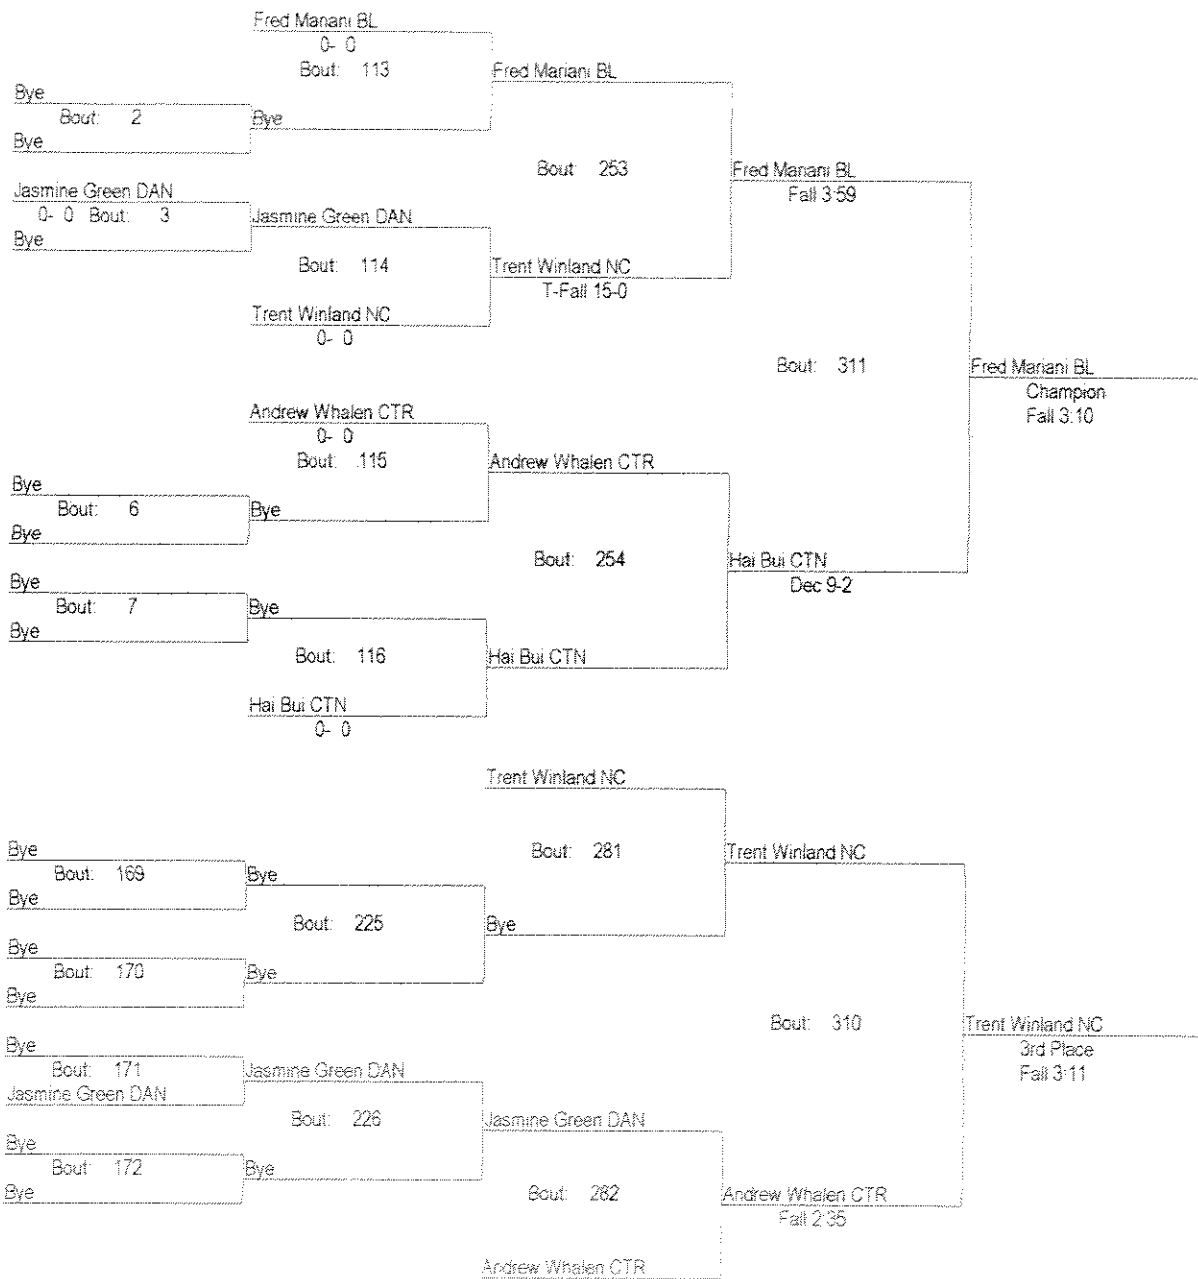 Fred Mariani BL
0- 0
Bout: 113
Fred Mariani BL
Bye
Bout: 2
Bye
Bye
Bout: 253
Fred Mariani BL
Fall 3:59
Jasmine Green DAN
0- 0 Bout: 3
Jasmine Green DAN
Bye
Bout: 114
Trent Winland NC
T-Fall 15-0
Trent Winland NC
0- 0
Bout: 311
Fred Mariani BL
Champion
Fall 3:10
Andrew Whalen CTR
0- 0
Bout: 115
Andrew Whalen CTR
Bye
Bout: 6
Bye
Bye
Bout: 254
Hai Bui CTN
Dec 9-2
Bye
Bout: 7
Bye
Bye
Bout: 116
Hai Bui CTN
Hai Bui CTN
0- 0
Trent Winland NC
Bout: 281
Trent Winland NC
Bye
Bout: 169
Bye
Bye
Bout: 225
Bye
Bye
Bout: 170
Bye
Bye
Bout: 310
Trent Winland NC
3rd Place
Fall 3:11
Bye
Bout: 171
Jasmine Green DAN
Jasmine Green DAN
Bout: 226
Jasmine Green DAN
Bye
Bout: 172
Bye
Bye
Bout: 282
Andrew Whalen CTR
Fall 2:35
Andrew Whalen CTR